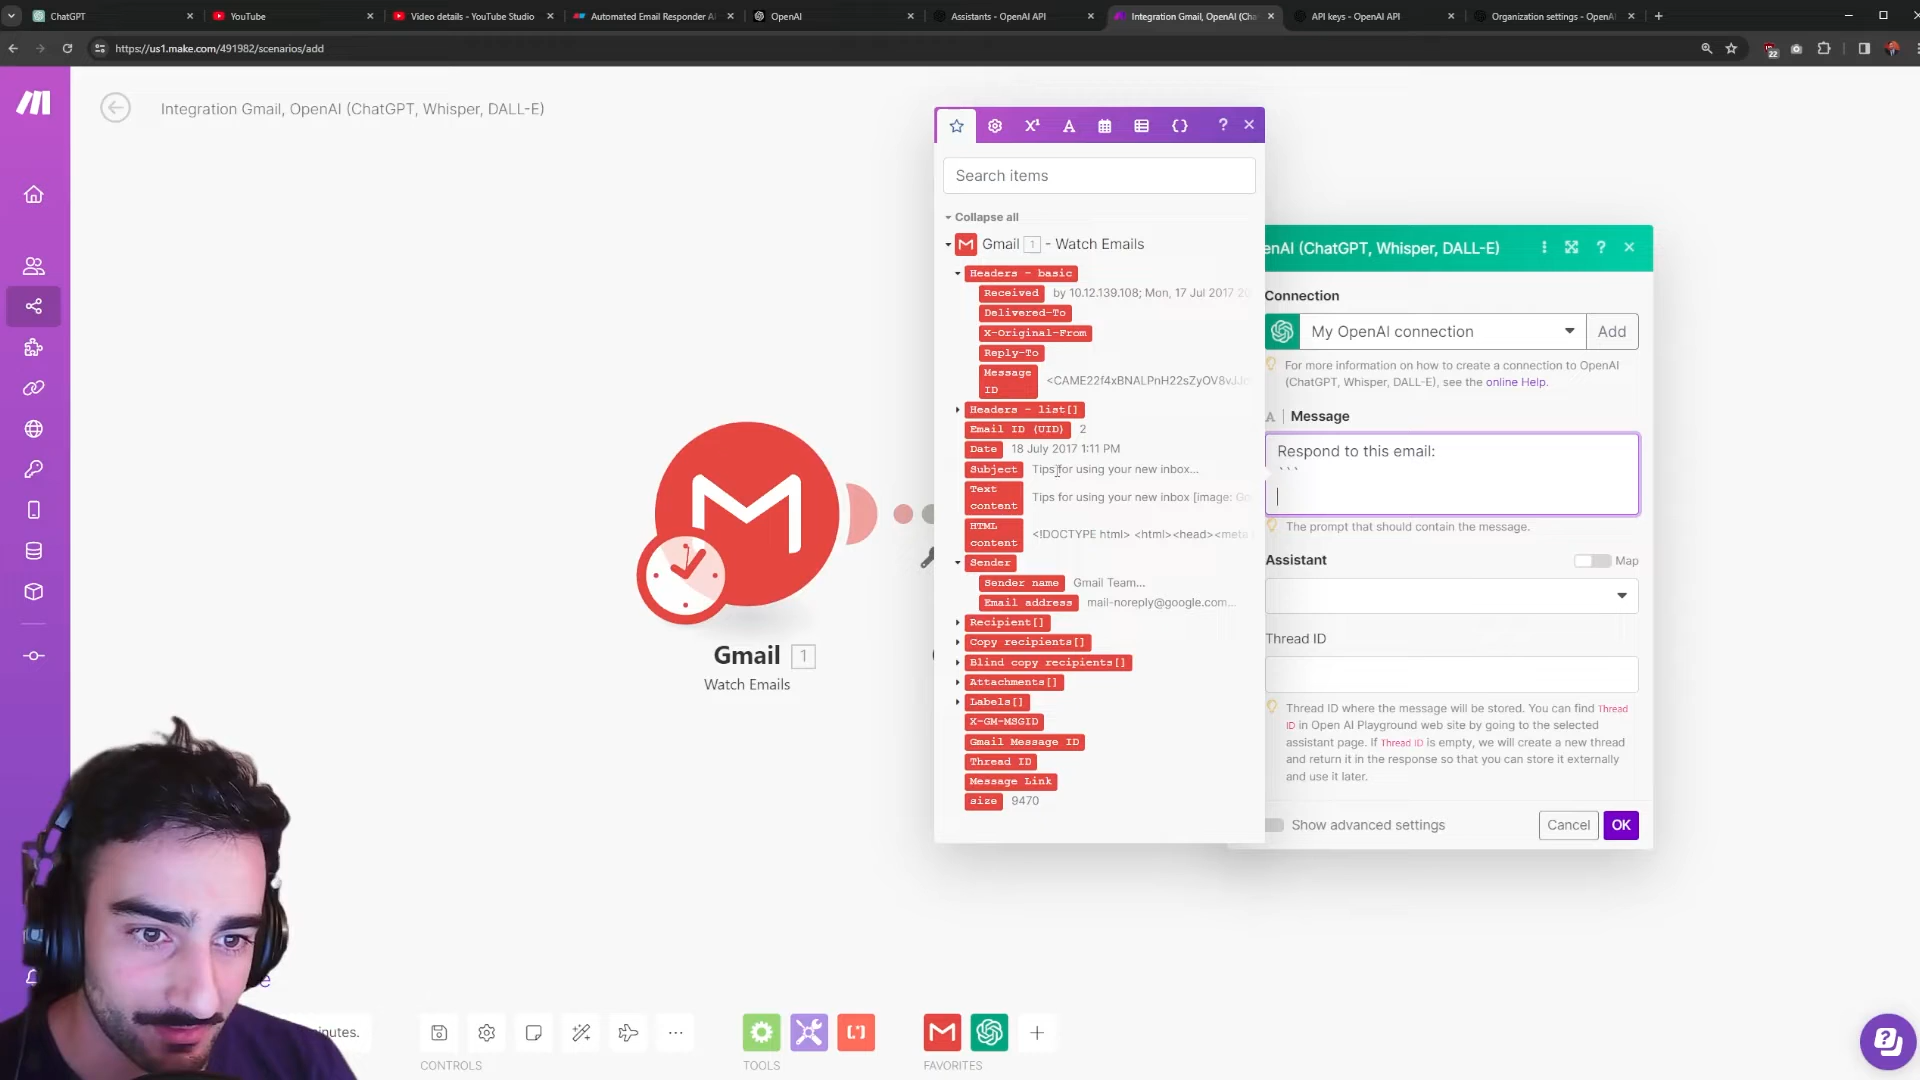 ChatGPT
YouTube
Video details - YouTube Studio
Automated Email Responder A
OpenAI
Assistants - OpenAI API
Integration Gmail, OpenAI (Cha
API keys - OpenAI API
Organization settings - OpenA
https://us1.make.com/491982/scenarios/add
22
Integration Gmail, OpenAI (ChatGPT, Whisper, DALL-E)
Search items
Collapse all
Gmail 1 - Watch Emails
Headers - basic
Received by 10.12.139.108; Mon, 17 Jul 2017 20
Delivered-To
X-Original-From
Reply-To
Message
ID <CAME22f4xBNALPnH22sZyOV8vJJc
Headers - list[]
Email ID (UID) 2
Date 18 July 2017 1:11 PM
Subject Tips for using your new inbox...
Text
content Tips for using your new inbox [image: Go
HTML
content <!DOCTYPE html> <html><head><meta
Sender
Sender name Gmail Team...
Email address mail-noreply@google.com...
Recipient[]
Copy recipients[]
Blind copy recipients[]
Attachments[]
Labels[]
X-GM-MSGID
Gmail Message ID
Thread ID
Message Link
size 9470
enAI (ChatGPT, Whisper, DALL-E)
Connection
My OpenAI connection
Add
For more information on how to create a connection to OpenAI
(ChatGPT, Whisper, DALL-E), see the online Help.
A Message
Respond to this email:
```
The prompt that should contain the message.
Assistant
Map
Thread ID
Thread ID where the message will be stored. You can find Thread
ID in Open AI Playground web site by going to the selected
assistant page. If Thread ID is empty, we will create a new thread
and return it in the response so that you can store it externally
and use it later.
Show advanced settings
Cancel
OK
Gmail 1
Watch Emails
inutes.
CONTROLS
TOOLS
FAVORITES